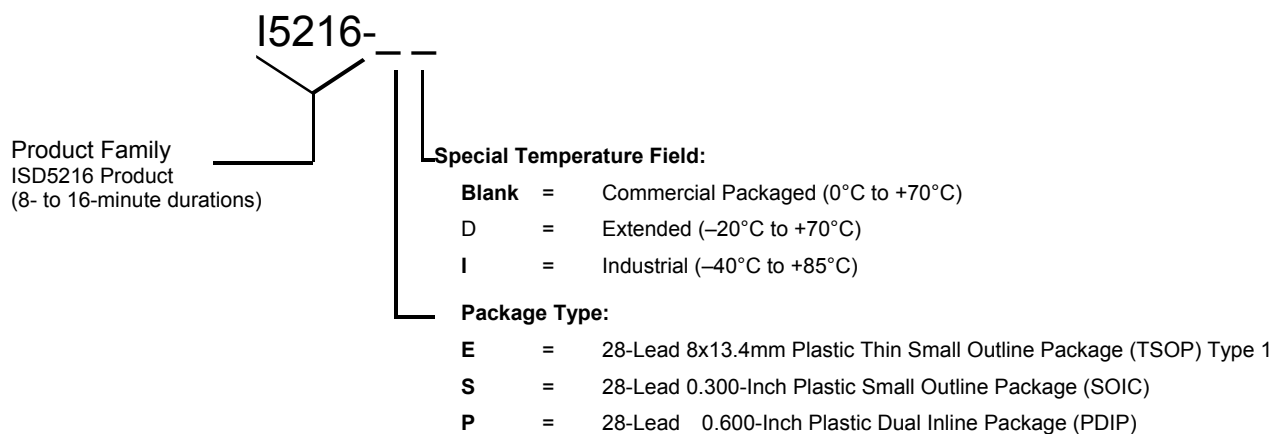 I5216-_ _
Product Family
ISD5216 Product
(8- to 16-minute durations)
Special Temperature Field:
Blank = Commercial Packaged (0°C to +70°C)
D = Extended (–20°C to +70°C)
I = Industrial (–40°C to +85°C)
Package Type:
E = 28-Lead 8x13.4mm Plastic Thin Small Outline Package (TSOP) Type 1
S = 28-Lead 0.300-Inch Plastic Small Outline Package (SOIC)
P = 28-Lead 0.600-Inch Plastic Dual Inline Package (PDIP)